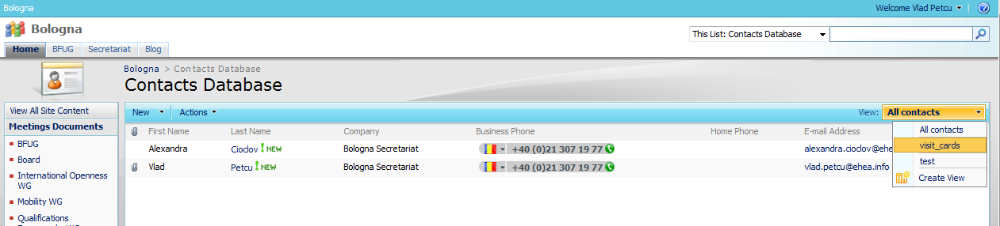 Bologna
Welcome Vlad Petcu
Bologna
This List: Contacts Database
Home BFUG Secretariat Blog
Bologna > Contacts Database
Contacts Database
View All Site Content
New Actions View: All contacts
Meetings Documents
First Name Last Name Company Business Phone Home Phone E-mail Address
All contacts
BFUG
Alexandra Cioclov ! NEW Bologna Secretariat +40 (0)21 307 19 77 alexandra.cioclov@ehe
visit_cards
Board
test
Vlad Petcu ! NEW Bologna Secretariat +40 (0)21 307 19 77 vlad.petcu@ehea.info
International Openness
WG
Create View
Mobility WG
Qualifications